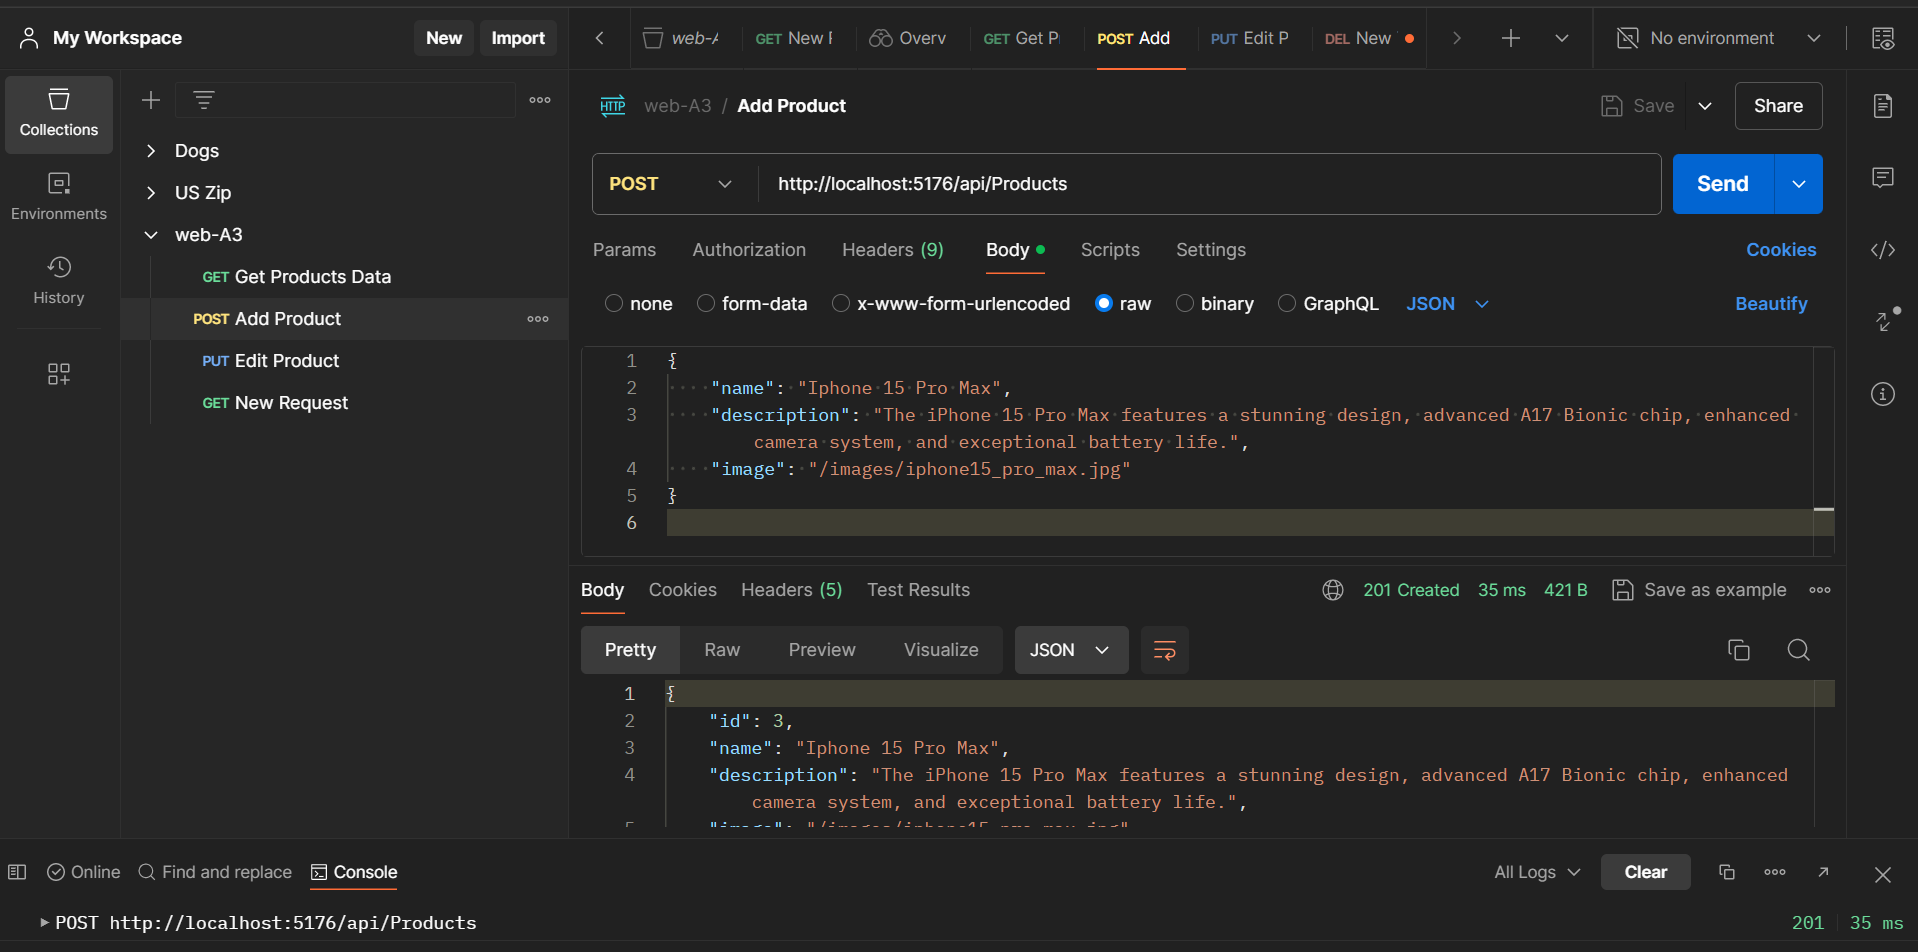 My Workspace
New
Import
web-A
GET New R
Overv
GET Get P
POST Add
PUT Edit P
DEL New
No environment
Collections
Environments
History
Dogs
US Zip
web-A3
GET Get Products Data
POST Add Product
PUT Edit Product
GET New Request
HTTP web-A3 / Add Product
Save
Share
POST
http://localhost:5176/api/Products
Send
Params Authorization Headers (9) Body Scripts Settings
Cookies
none form-data x-www-form-urlencoded raw binary GraphQL JSON
Beautify
1 {
2 "name": "Iphone 15 Pro Max",
3 "description": "The iPhone 15 Pro Max features a stunning design, advanced A17 Bionic chip, enhanced
camera system, and exceptional battery life.",
4 "image": "/images/iphone15_pro_max.jpg"
5 }
6
Body Cookies Headers (5) Test Results
201 Created 35 ms 421 B Save as example
Pretty Raw Preview Visualize JSON
1 {
2 "id": 3,
3 "name": "Iphone 15 Pro Max",
4 "description": "The iPhone 15 Pro Max features a stunning design, advanced A17 Bionic chip, enhanced
camera system, and exceptional battery life.",
5 "image": "/images/iphone15_pro_max.jpg"
Online Find and replace Console
All Logs Clear
POST http://localhost:5176/api/Products
201 35 ms